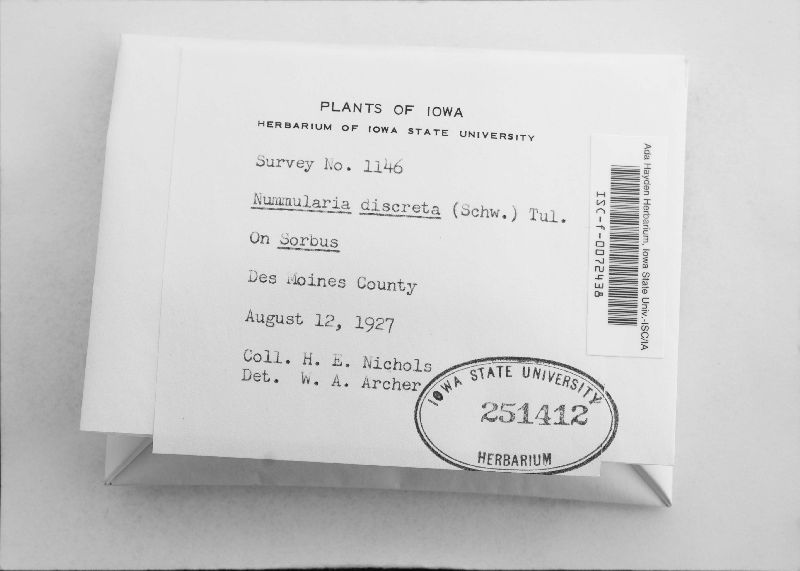 PLANTS OF IOWA
HERBARIUM OF IOWA STATE UNIVERSITY
Survey No. 1146
Nummularia discreta (Schw.) Tul.
On Sorbus
Des Moines County
August 12, 1927
Coll. H. E. Nichols
Det. W. A. Archer
IOWA STATE UNIVERSITY
251412
HERBARIUM
Ada Hayden Herbarium, Iowa State Univ.-ISC/IA
ISC-f-0072438